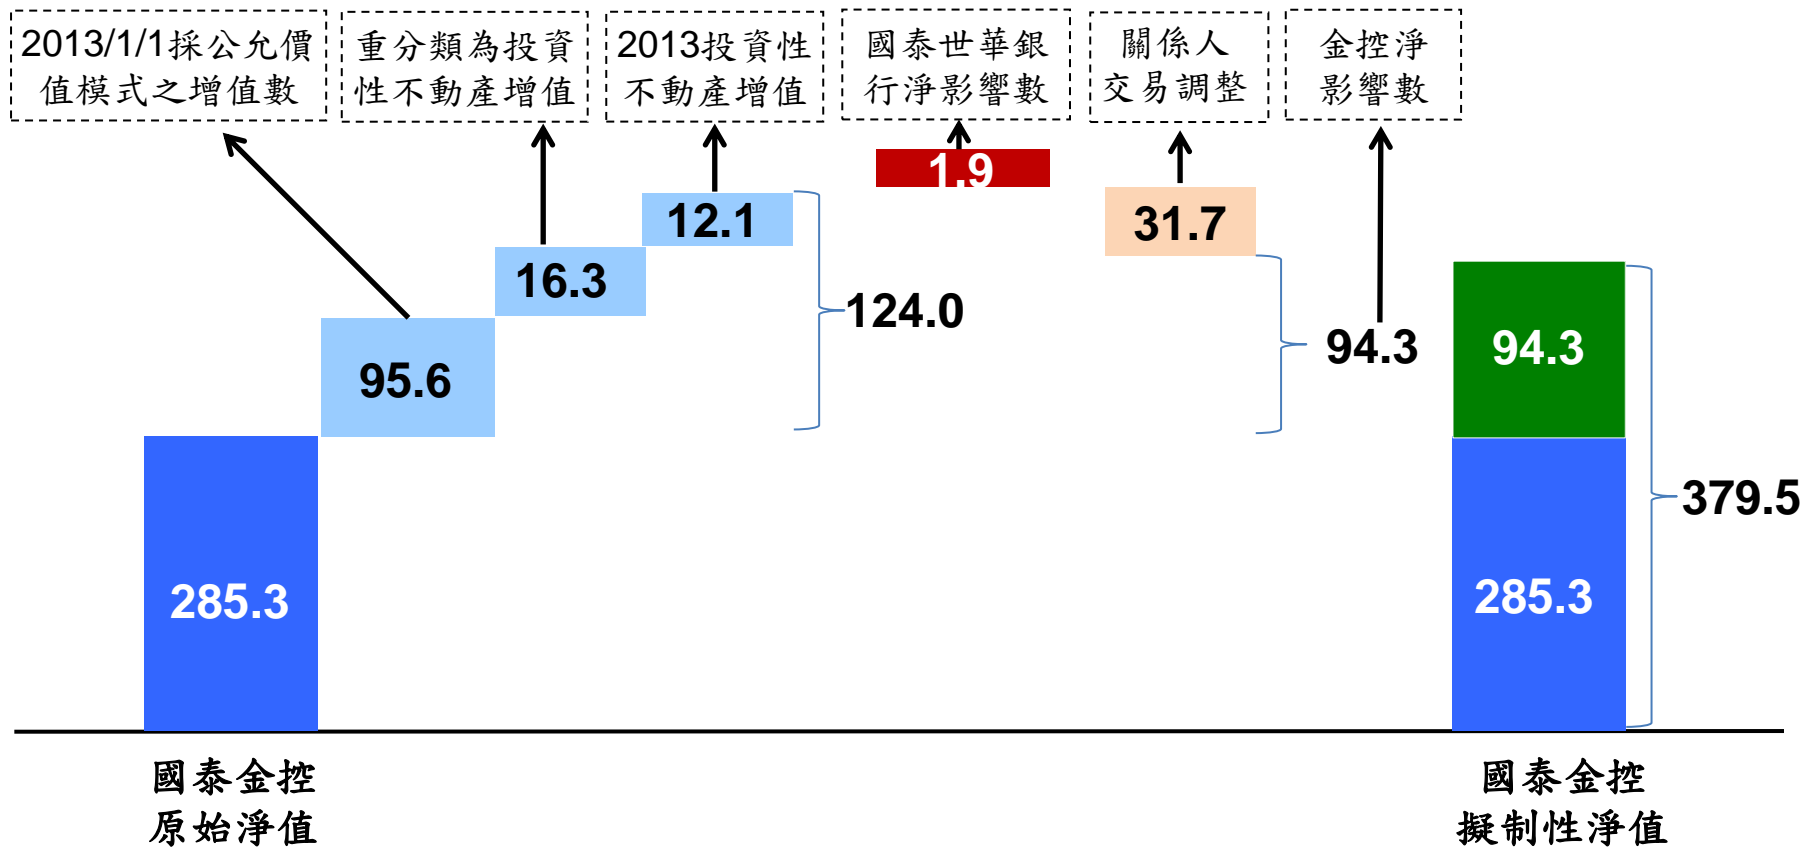 2013/1/1採公允價
值模式之增值數
重分類為投資
性不動產增值
2013投資性
不動產增值
國泰世華銀
行淨影響數
關係人
交易調整
金控淨
影響數
1.9
31.7
12.1
16.3
124.0
94.3
94.3
95.6
379.5
285.3
285.3
國泰金控
原始淨值
國泰金控
擬制性淨值